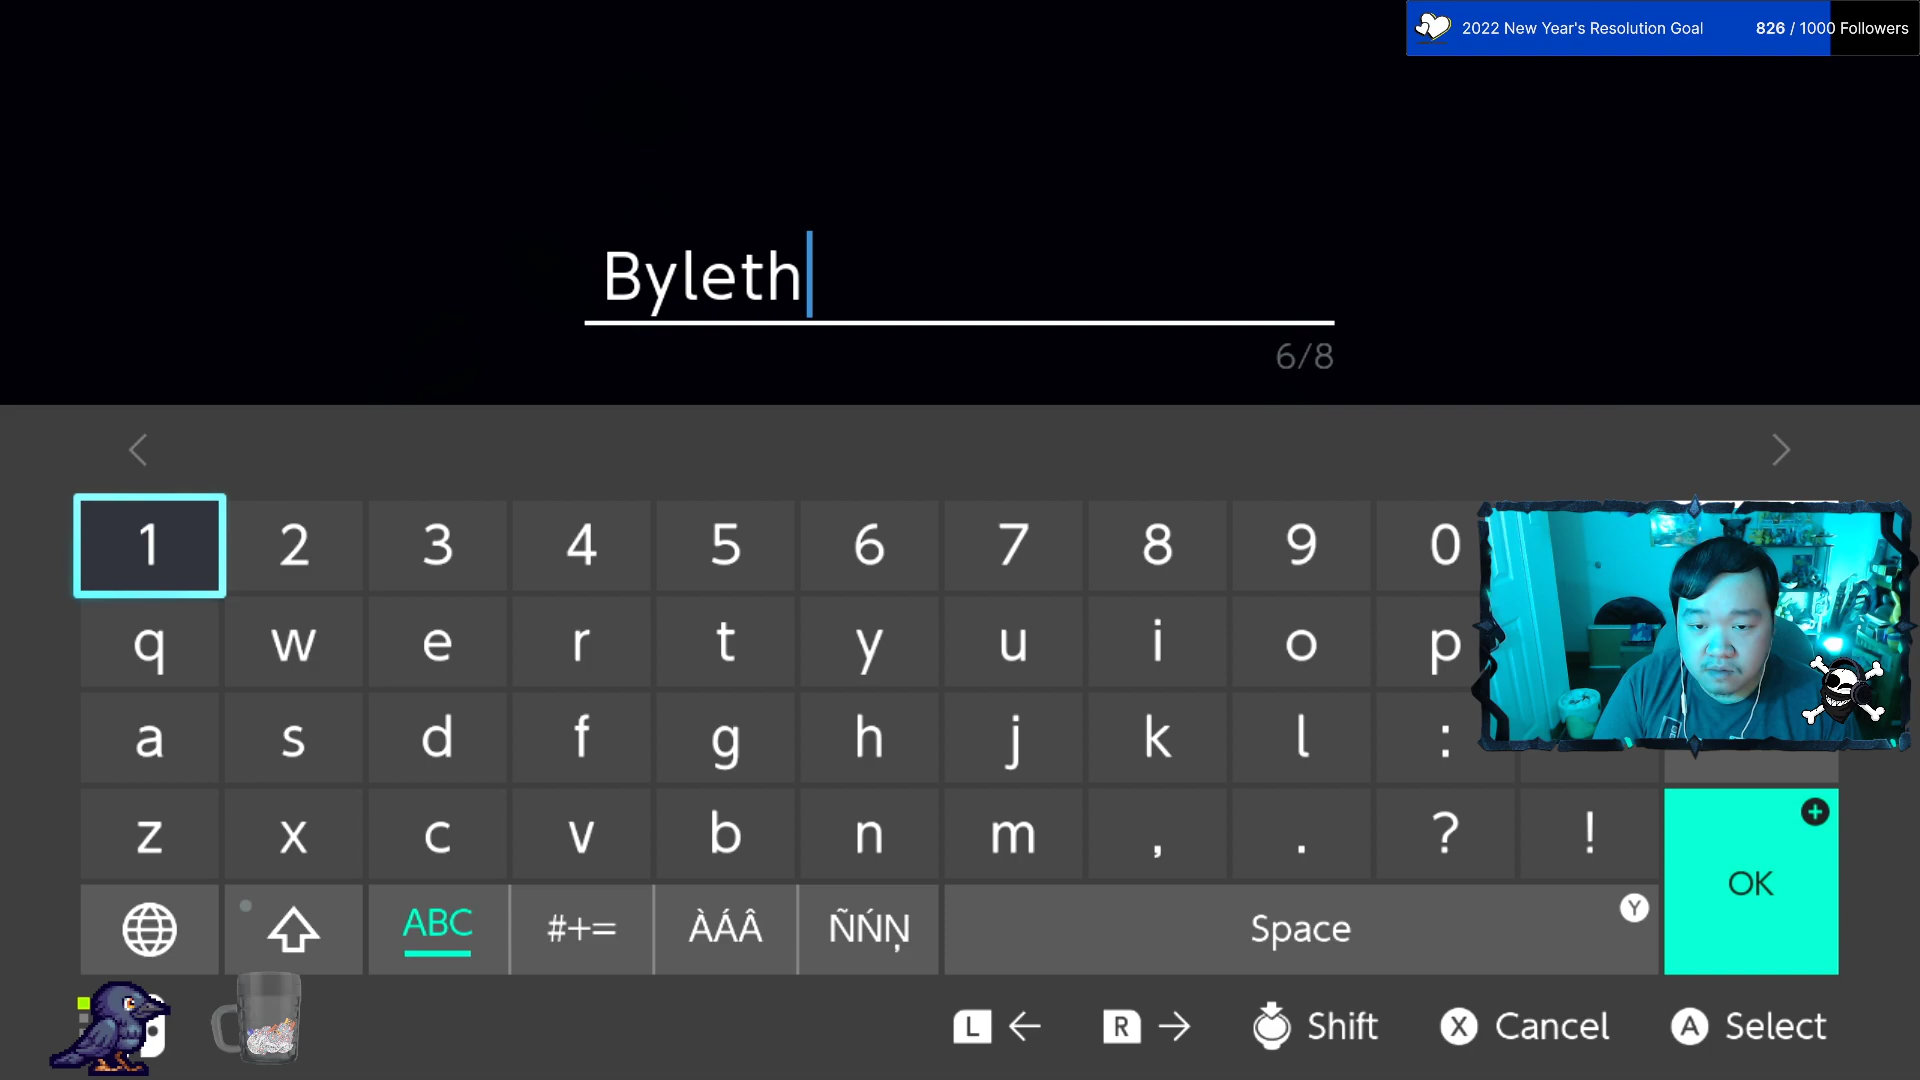 2022 New Year's Resolution Goal 826 / 1000 Followers
Byleth
6/8
1 2 3 4 5 6 7 8 9 0
q w e r t y u i o p
a s d f g h j k l :
z x c v b n m , . ? !
ABC #+= ÀÁÂ ÑŃŅ Space Y OK
L R Shift X Cancel A Select